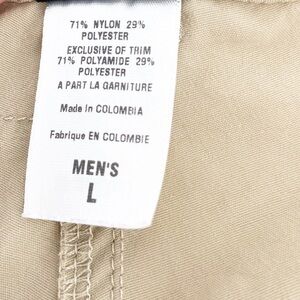 71% NYLON 29%
POLYESTER
EXCLUSIVE OF TRIM
71% POLYAMIDE 29%
POLYESTER
A PART LA GARNITURE
Made in COLOMBIA
Fabrique EN COLOMBIE
MEN'S
L